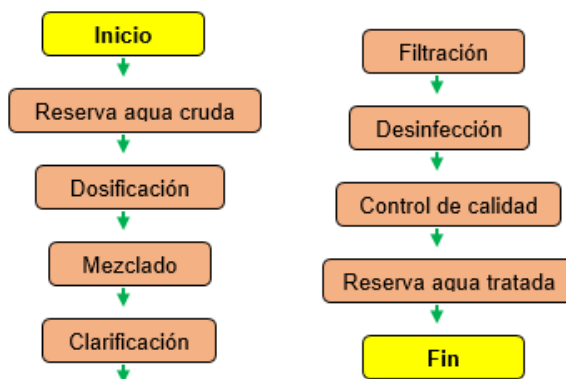 Inicio
Reserva agua cruda
Dosificación
Mezclado
Clarificación
Filtración
Desinfección
Control de calidad
Reserva agua tratada
Fin